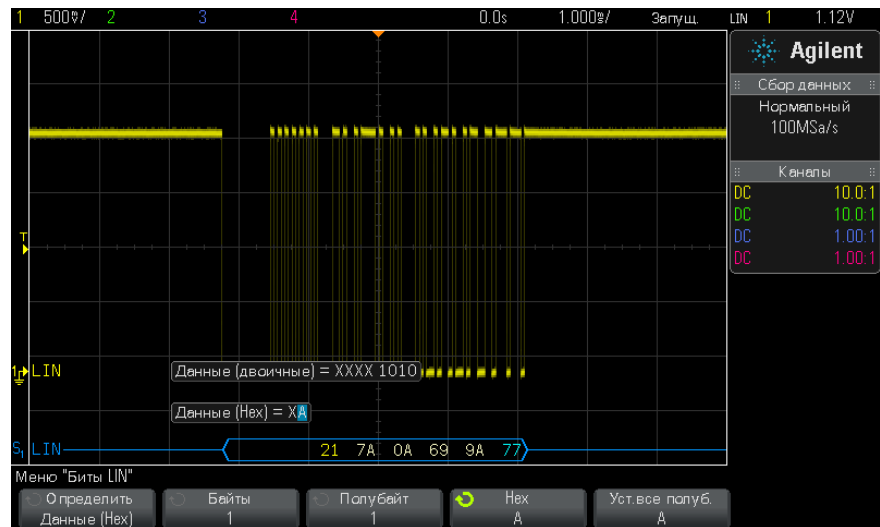 1 500mV/ 2 3 4 0.0s 1.000ms/ Запущ. LIN 1 1.12V
Agilent
Сбор данных
Нормальный
100MSa/s
Каналы
DC 10.0:1
DC 10.0:1
DC 1.00:1
DC 1.00:1
T
1 LIN
Данные (двоичные) = XXXX 1010
Данные (Hex) = XA
S1 LIN 21 7A 0A 69 9A 77
Меню "Биты LIN"
Определить Байты Полубайт Hex Уст.все полуб.
Данные (Hex) 1 1 A A